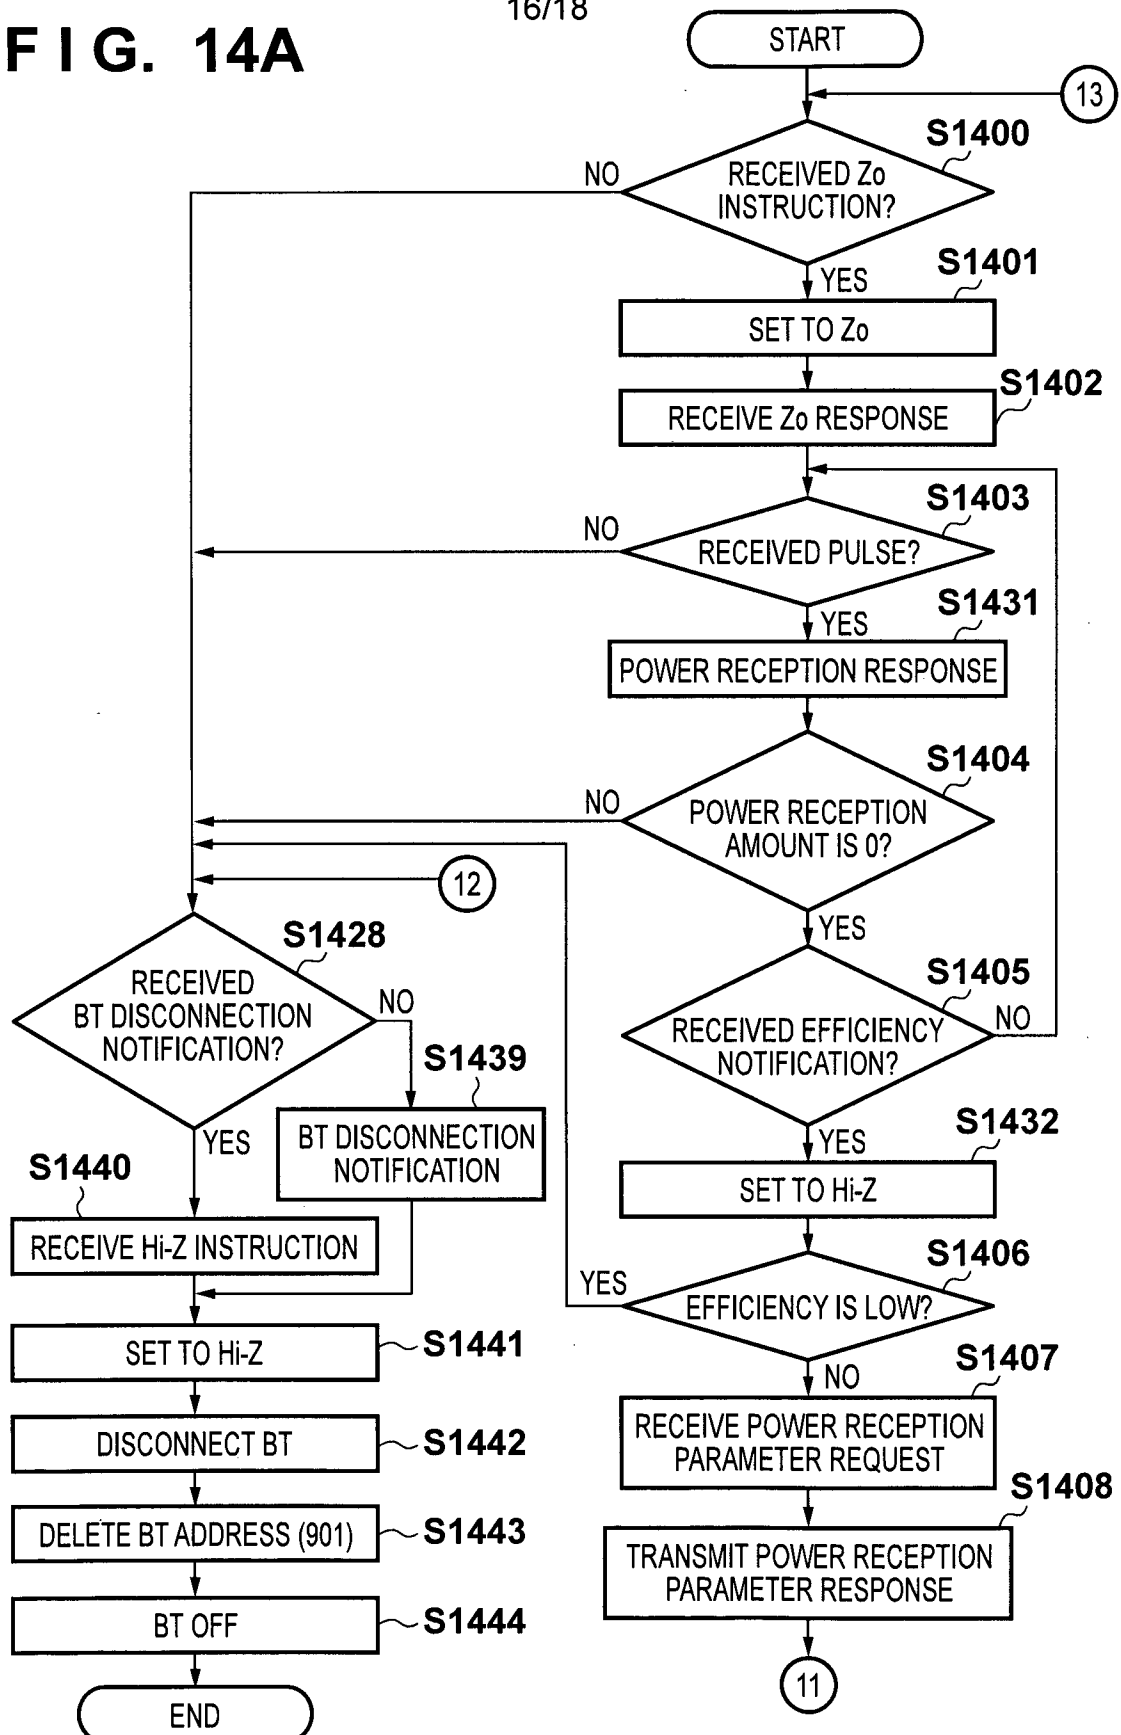 16/18
FIG. 14A
START
13
S1400
NO
RECEIVED Zo
INSTRUCTION?
YES
S1401
SET TO Zo
S1402
RECEIVE Zo RESPONSE
S1403
NO
RECEIVED PULSE?
YES
S1431
POWER RECEPTION RESPONSE
S1404
NO
POWER RECEPTION
AMOUNT IS 0?
YES
12
S1428
RECEIVED
BT DISCONNECTION
NOTIFICATION?
NO
YES
S1405
RECEIVED EFFICIENCY
NOTIFICATION?
NO
YES
S1439
BT DISCONNECTION
NOTIFICATION
S1432
SET TO Hi-Z
S1440
RECEIVE Hi-Z INSTRUCTION
S1406
YES
EFFICIENCY IS LOW?
NO
S1441
SET TO Hi-Z
S1407
RECEIVE POWER RECEPTION
PARAMETER REQUEST
S1442
DISCONNECT BT
S1408
TRANSMIT POWER RECEPTION
PARAMETER RESPONSE
S1443
DELETE BT ADDRESS (901)
S1444
BT OFF
11
END